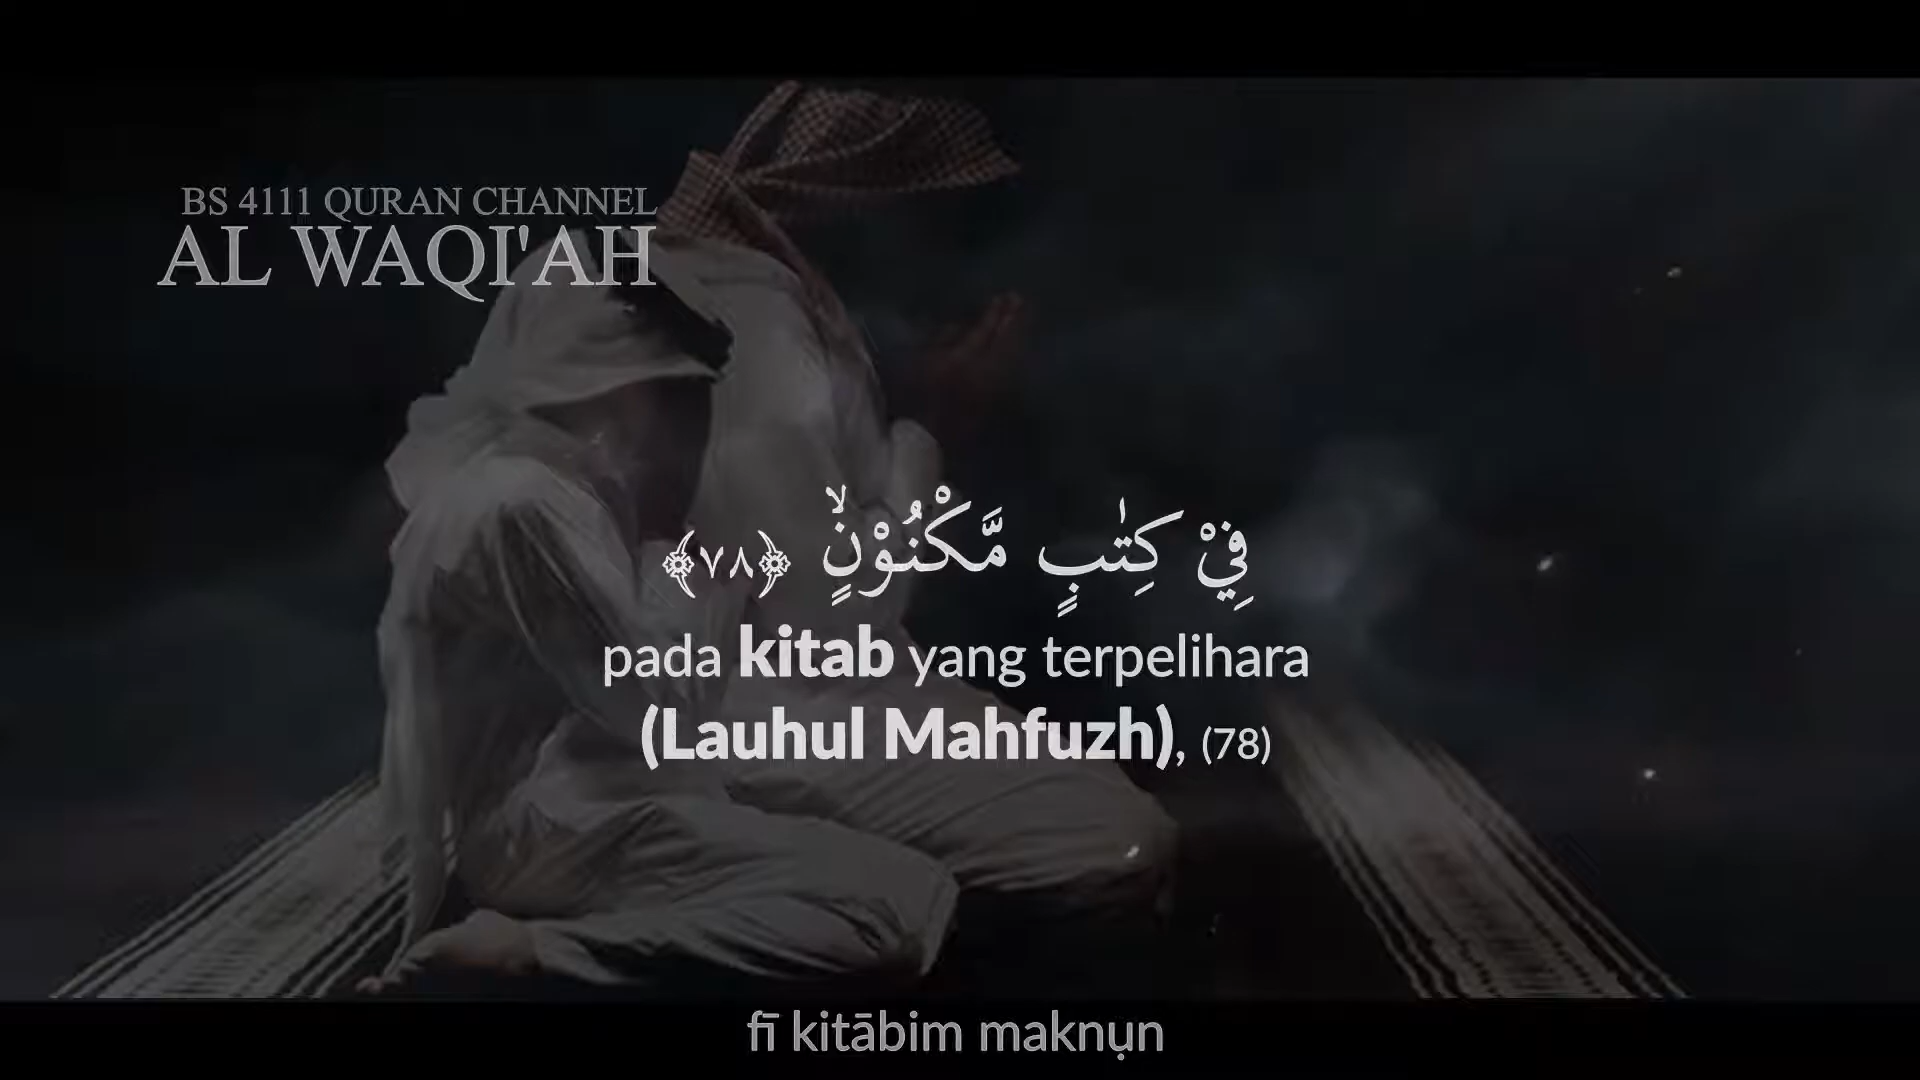 BS 4111 QURAN CHANNEL
AL WAQI'AH
فِيْ كِتٰبٍ مَّكْنُوْنٍۙ ﴿٧٨﴾
pada kitab yang terpelihara
(Lauhul Mahfuzh), (78)
fī kitābim maknụn